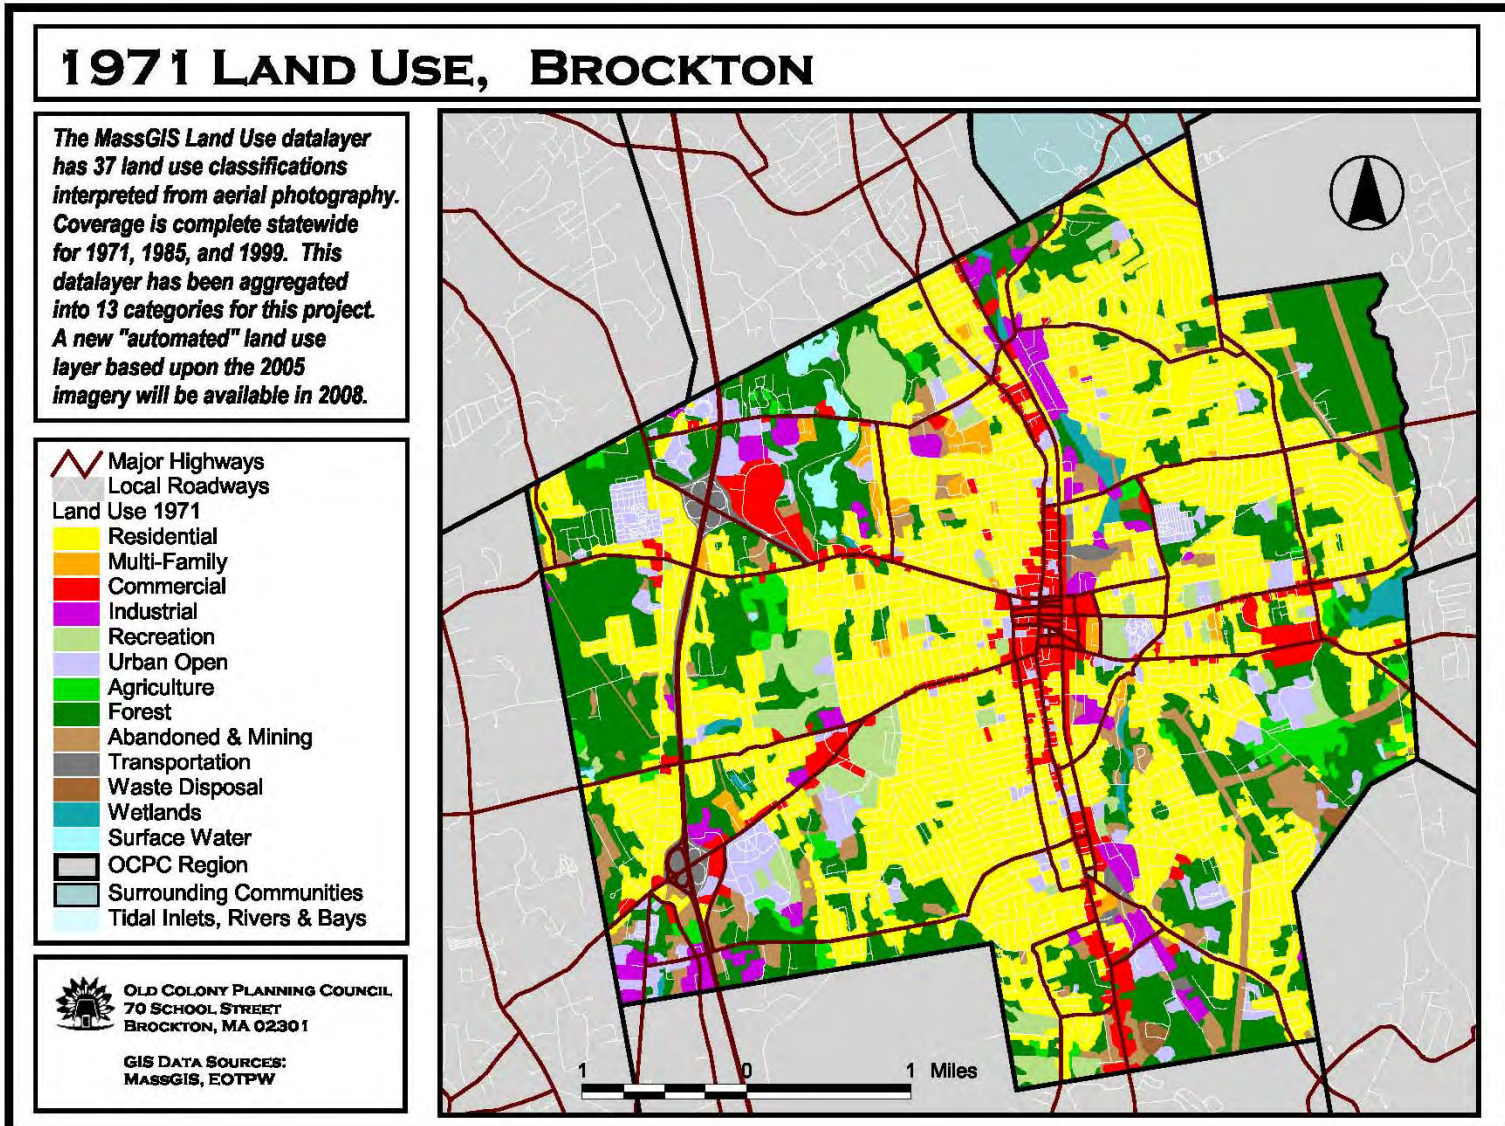 1971 LAND USE, BROCKTON
The MassGIS Land Use datalayer
has 37 land use classifications
interpreted from aerial photography.
Coverage is complete statewide
for 1971, 1985, and 1999. This
datalayer has been aggregated
into 13 categories for this project.
A new "automated" land use
layer based upon the 2005
imagery will be available in 2008.
Major Highways
Local Roadways
Land Use 1971
Residential
Multi-Family
Commercial
Industrial
Recreation
Urban Open
Agriculture
Forest
Abandoned & Mining
Transportation
Waste Disposal
Wetlands
Surface Water
OCPC Region
Surrounding Communities
Tidal Inlets, Rivers & Bays
OLD COLONY PLANNING COUNCIL
70 SCHOOL STREET
BROCKTON, MA 02301
GIS DATA SOURCES:
MASSGIS, EOTPW
1 0 1 Miles